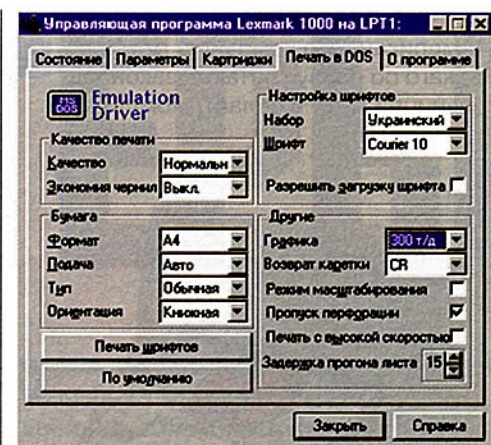 Управляющая программа Lexmark 1000 на LPT1:
Состояние Параметры Картриджи Печать в DOS О программе
MS DOS Emulation Driver
Качество печати
Качество Нормальн
Экономия чернил Выкл.
Бумага
Формат A4
Подача Авто
Тип Обычная
Ориентация Книжная
Печать шрифтов
По умолчанию
Настройка шрифтов
Набор Украинский
Шрифт Courier 10
Разрешить загрузку шрифта
Другие
Графика 300 т/д
Возврат каретки CR
Режим масштабирования
Пропуск перфорации
Печать с высокой скоростью
Задержка прогона листа 15
Закрыть Справка